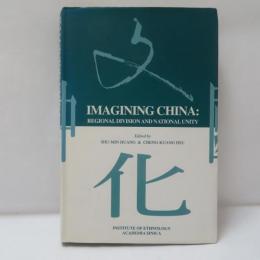 文
IMAGINING CHINA:
REGIONAL DIVISION AND NATIONAL UNITY
Edited by
SHU-MIN HUANG & CHENG-KUANG HSU
化
INSTITUTE OF ETHNOLOGY
ACADEMIA SINICA